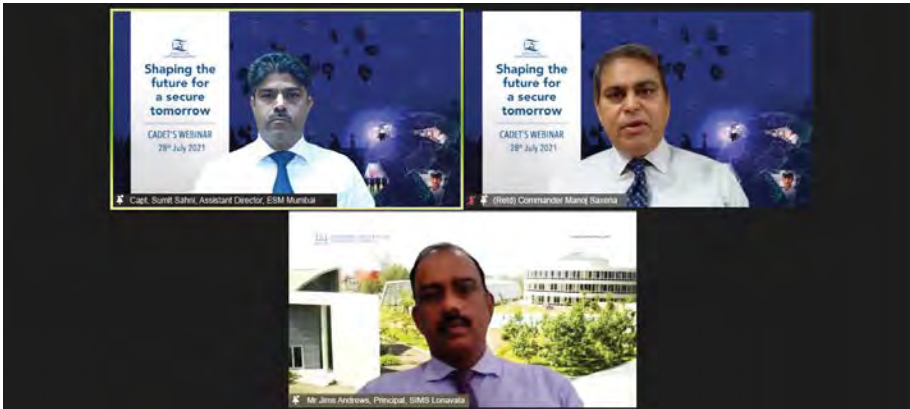 Shaping the
future for
a secure
tomorrow
CADET'S WEBINAR
28th July 2021
Capt. Sumit Sahni, Assistant Director, ESM Mumbai
Shaping the
future for
a secure
tomorrow
CADET'S WEBINAR
28th July 2021
(Retd) Commander Manoj Saxena
Mr Jims Andrews, Principal, SIMS Lonavala